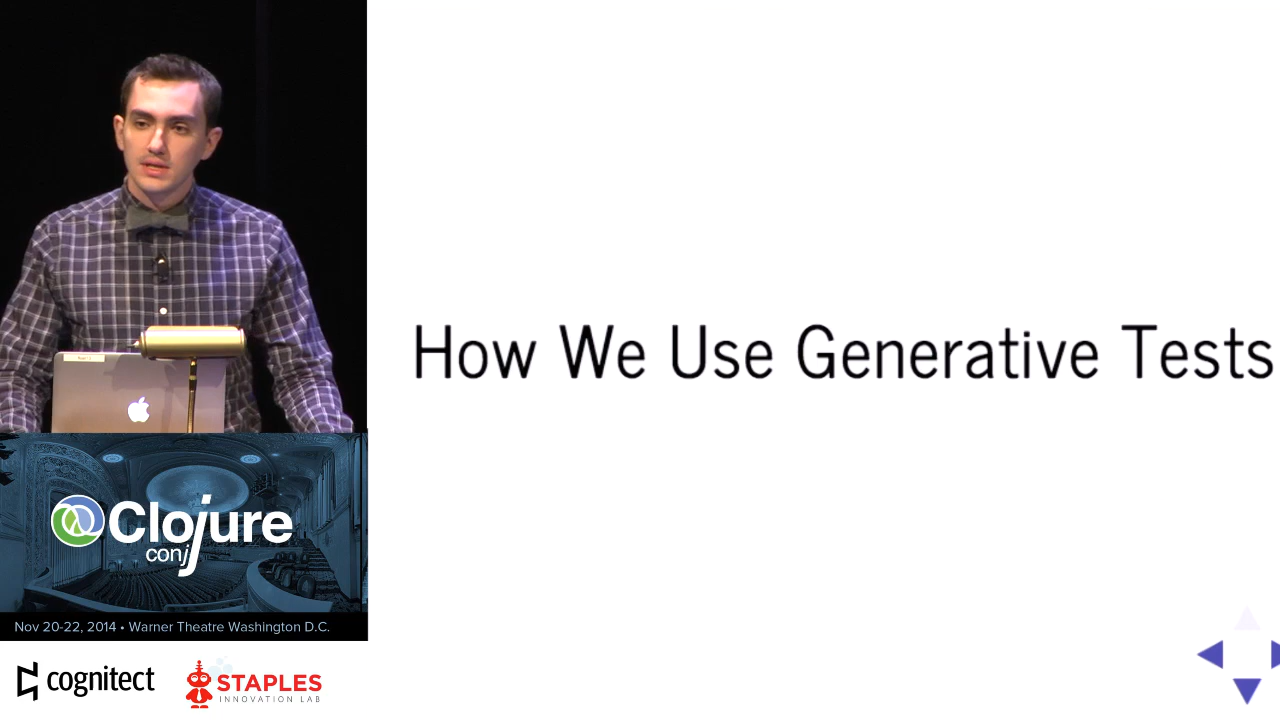 How We Use Generative Tests
Clojure
conj
Nov 20-22, 2014 • Warner Theatre Washington D.C.
cognitect
STAPLES
INNOVATION LAB